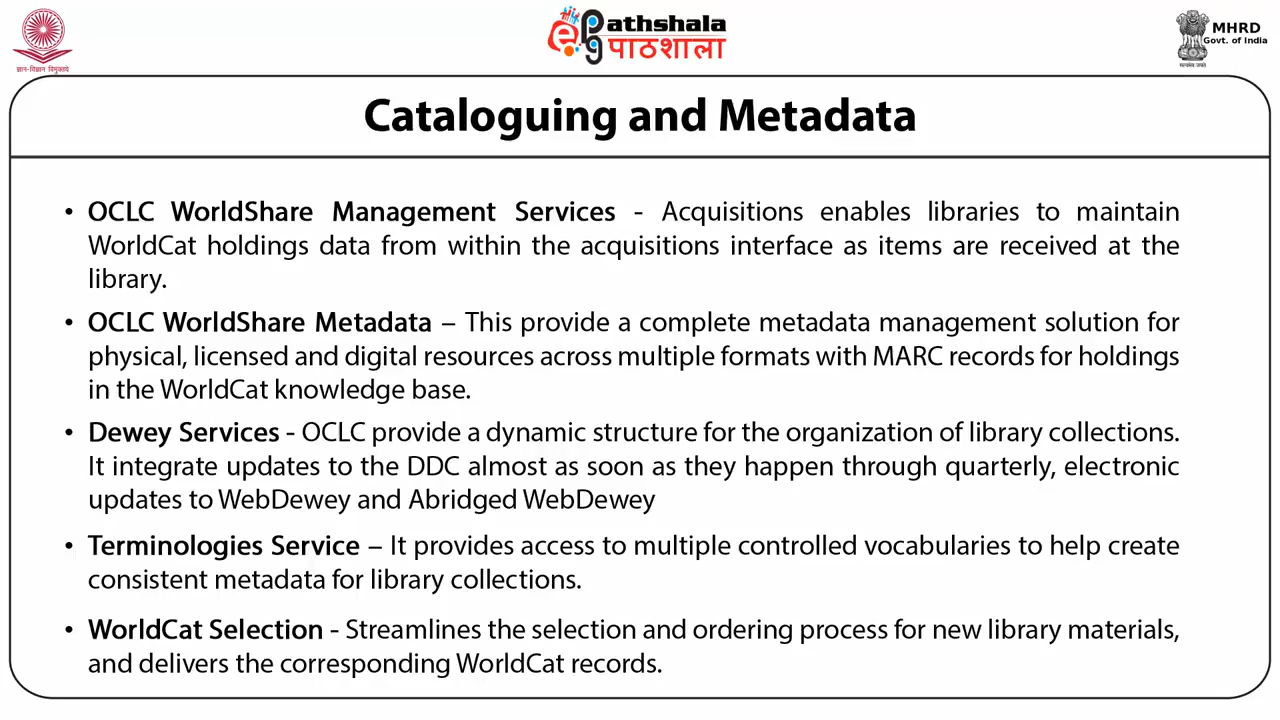 ज्ञान-विज्ञान विमुक्तये
ePathshala
पाठशाला
MHRD
Govt. of India
सत्यमेव जयते
Cataloguing and Metadata
• OCLC WorldShare Management Services - Acquisitions enables libraries to maintain
WorldCat holdings data from within the acquisitions interface as items are received at the
library.
• OCLC WorldShare Metadata – This provide a complete metadata management solution for
physical, licensed and digital resources across multiple formats with MARC records for holdings
in the WorldCat knowledge base.
• Dewey Services - OCLC provide a dynamic structure for the organization of library collections.
It integrate updates to the DDC almost as soon as they happen through quarterly, electronic
updates to WebDewey and Abridged WebDewey
• Terminologies Service – It provides access to multiple controlled vocabularies to help create
consistent metadata for library collections.
• WorldCat Selection - Streamlines the selection and ordering process for new library materials,
and delivers the corresponding WorldCat records.